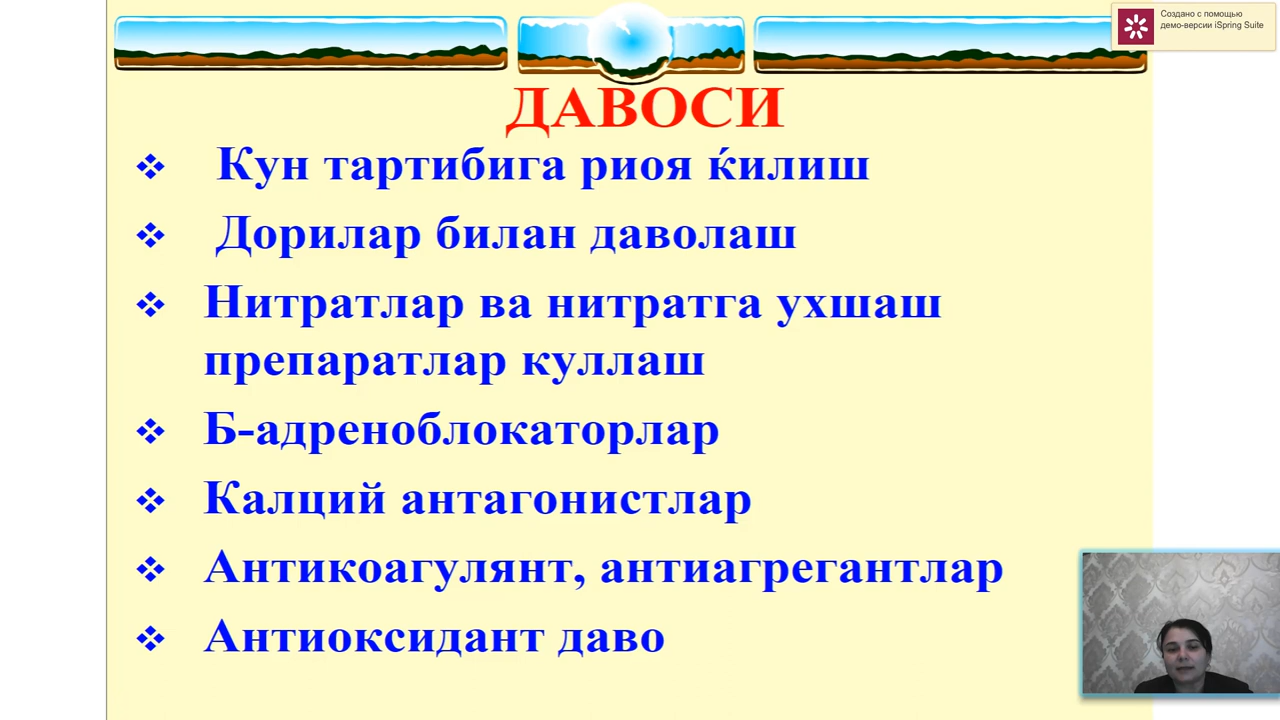 Создано с помощью
демо-версии iSpring Suite
ДАВОСИ
Кун тартибига риоя ќилиш
Дорилар билан даволаш
Нитратлар ва нитратга ухшаш
препаратлар куллаш
Б-адреноблокаторлар
Калций антагонистлар
Антикоагулянт, антиагрегантлар
Антиоксидант даво